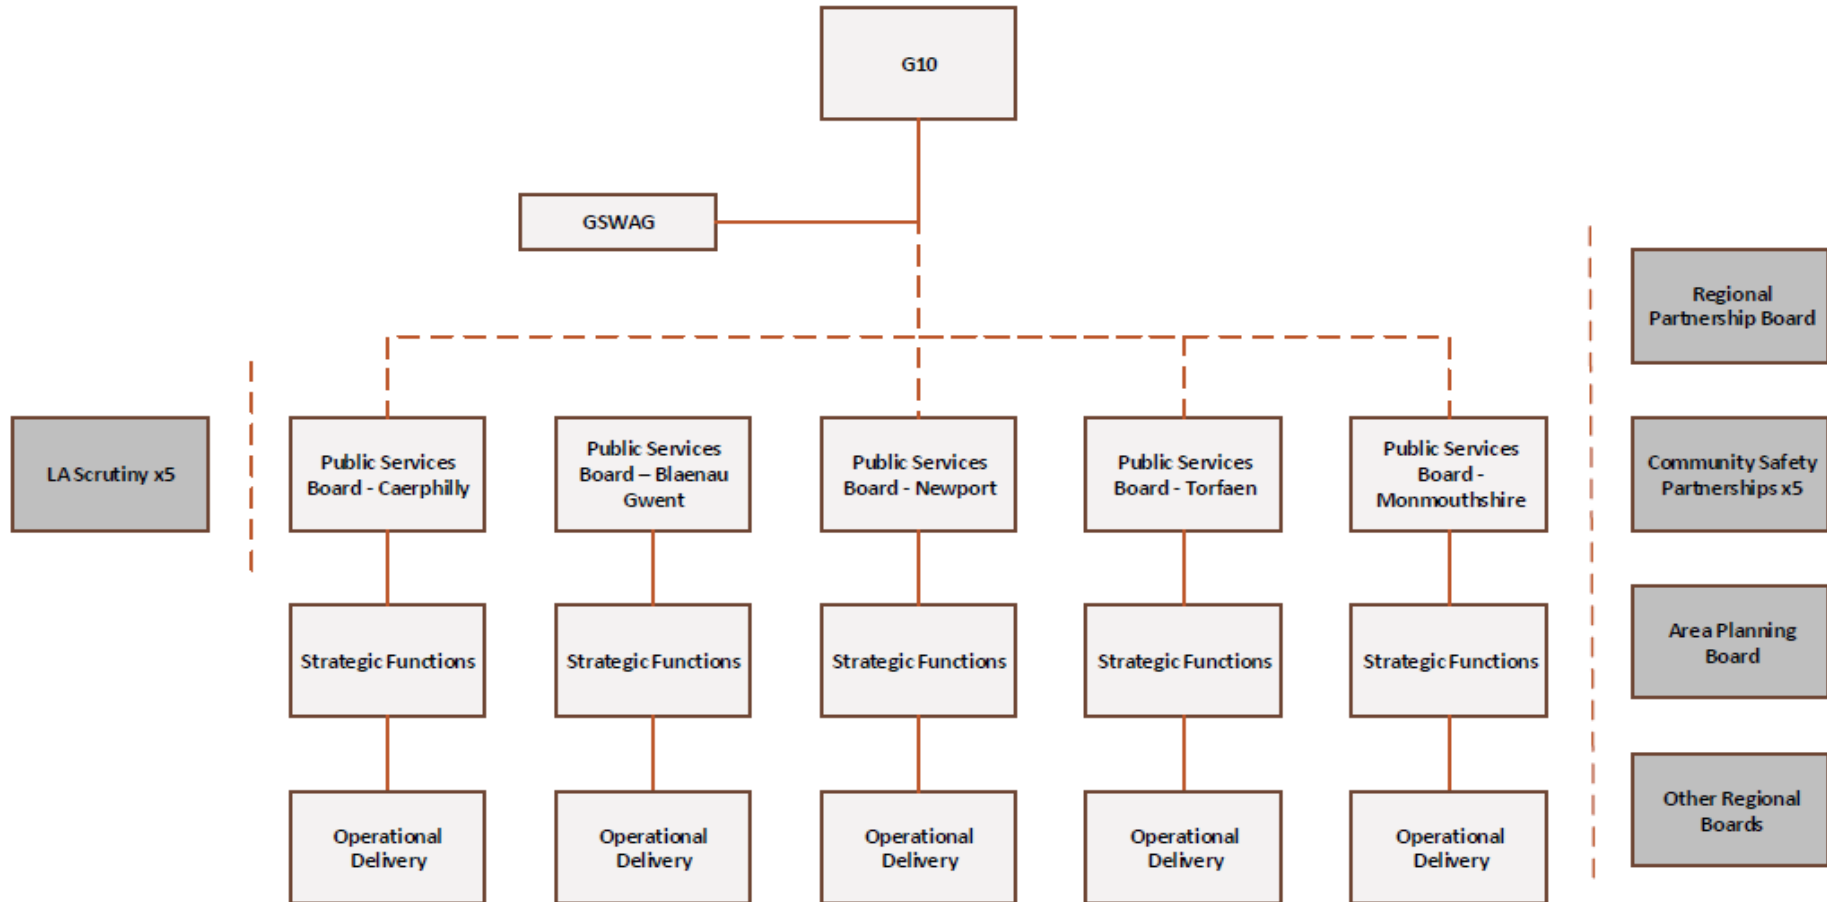 G10
GSWAG
Regional
Partnership Board
LA Scrutiny x5
Public Services
Board - Caerphilly
Public Services
Board – Blaenau
Gwent
Public Services
Board - Newport
Public Services
Board - Torfaen
Public Services
Board -
Monmouthshire
Community Safety
Partnerships x5
Strategic Functions
Strategic Functions
Strategic Functions
Strategic Functions
Strategic Functions
Area Planning
Board
Operational
Delivery
Operational
Delivery
Operational
Delivery
Operational
Delivery
Operational
Delivery
Other Regional
Boards